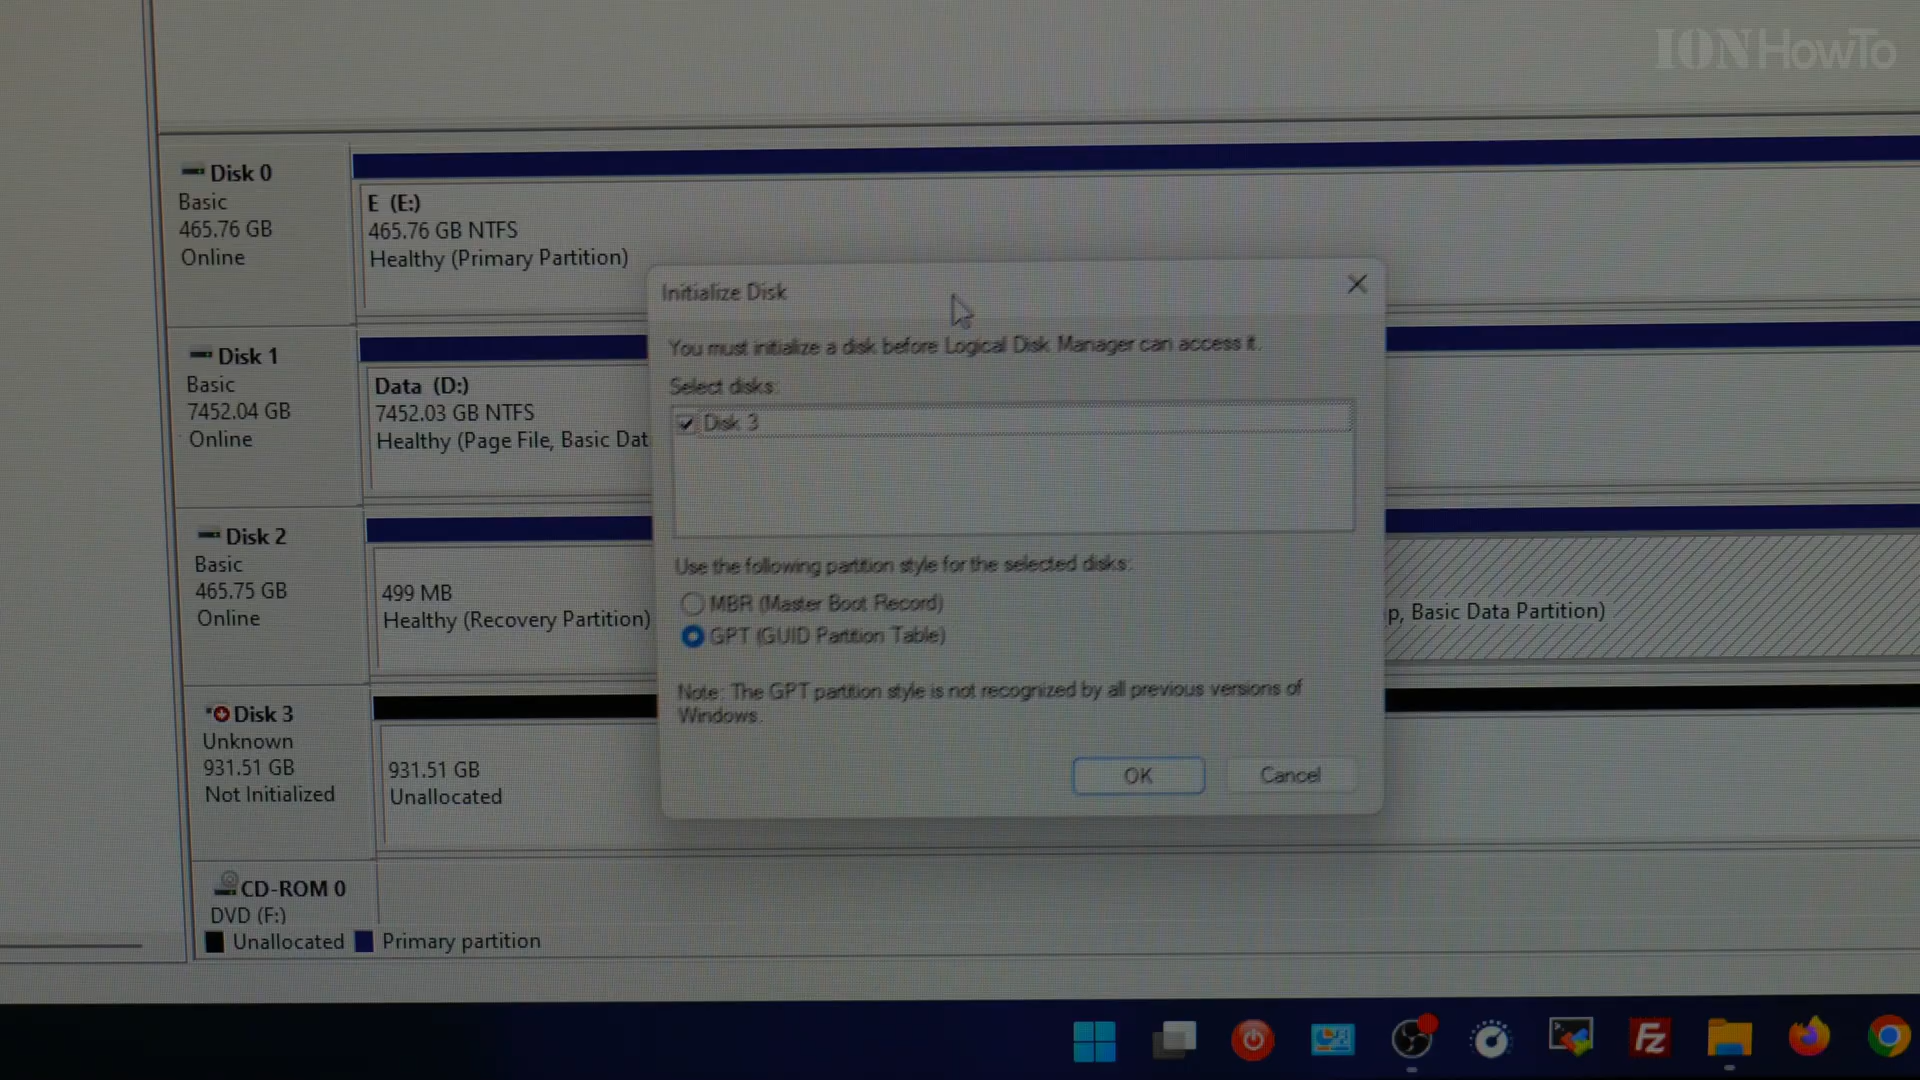 IONHowTo
Disk 0
Basic
465.76 GB
Online
E (E:)
465.76 GB NTFS
Healthy (Primary Partition)
Disk 1
Basic
7452.04 GB
Online
Data (D:)
7452.03 GB NTFS
Healthy (Page File, Basic Dat
Disk 2
Basic
465.75 GB
Online
499 MB
Healthy (Recovery Partition)
p, Basic Data Partition)
Disk 3
Unknown
931.51 GB
Not Initialized
931.51 GB
Unallocated
CD-ROM 0
DVD (F:)
Unallocated Primary partition
Initialize Disk
You must initialize a disk before Logical Disk Manager can access it.
Select disks:
Disk 3
Use the following partition style for the selected disks:
MBR (Master Boot Record)
GPT (GUID Partition Table)
Note: The GPT partition style is not recognized by all previous versions of
Windows.
OK Cancel
Fz